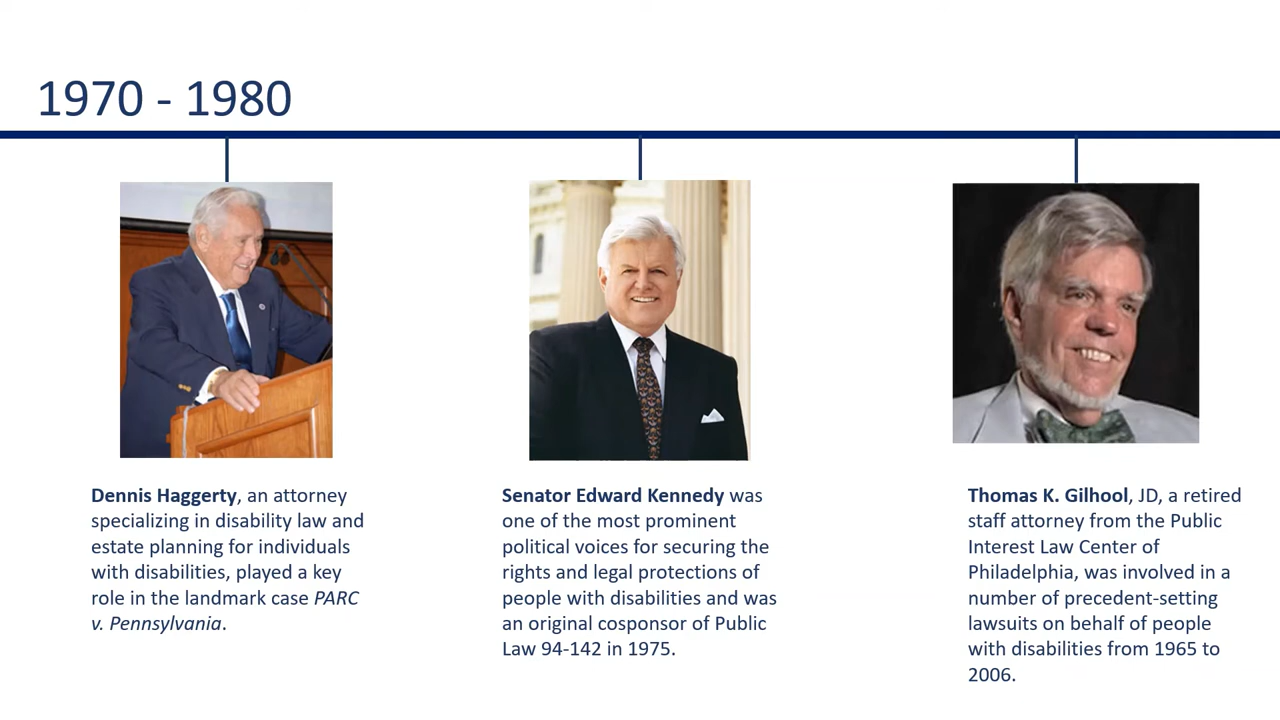 1970 - 1980
Dennis Haggerty, an attorney
specializing in disability law and
estate planning for individuals
with disabilities, played a key
role in the landmark case PARC
v. Pennsylvania.
Senator Edward Kennedy was
one of the most prominent
political voices for securing the
rights and legal protections of
people with disabilities and was
an original cosponsor of Public
Law 94-142 in 1975.
Thomas K. Gilhool, JD, a retired
staff attorney from the Public
Interest Law Center of
Philadelphia, was involved in a
number of precedent-setting
lawsuits on behalf of people
with disabilities from 1965 to
2006.